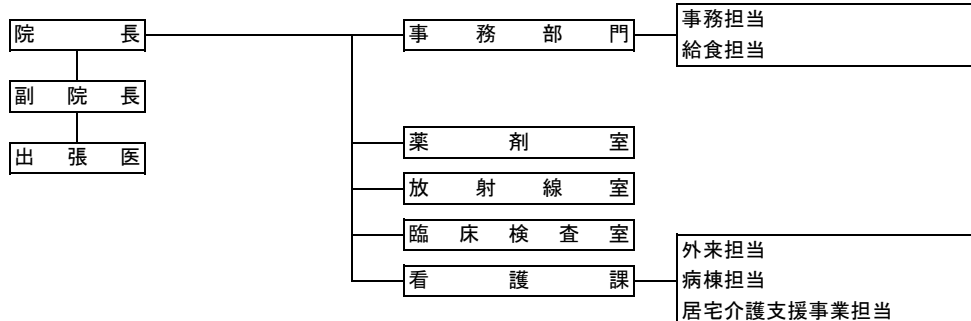 院長
事務部門
事務担当
給食担当
副院長
出張医
薬剤室
放射線室
臨床検査室
看護課
外来担当
病棟担当
居宅介護支援事業担当